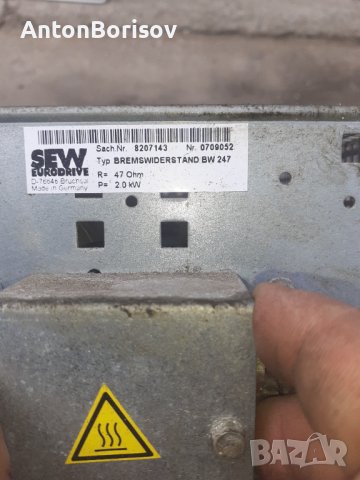 AntonBorisov
SEW
EURODRIVE
D-76646 Bruchsal
Made in Germany
Sach.Nr. 8207143 Nr. 0709052
Typ BREMSWIDERSTAND BW 247
R= 47 Ohm
P= 2.0 kW
BAZAR